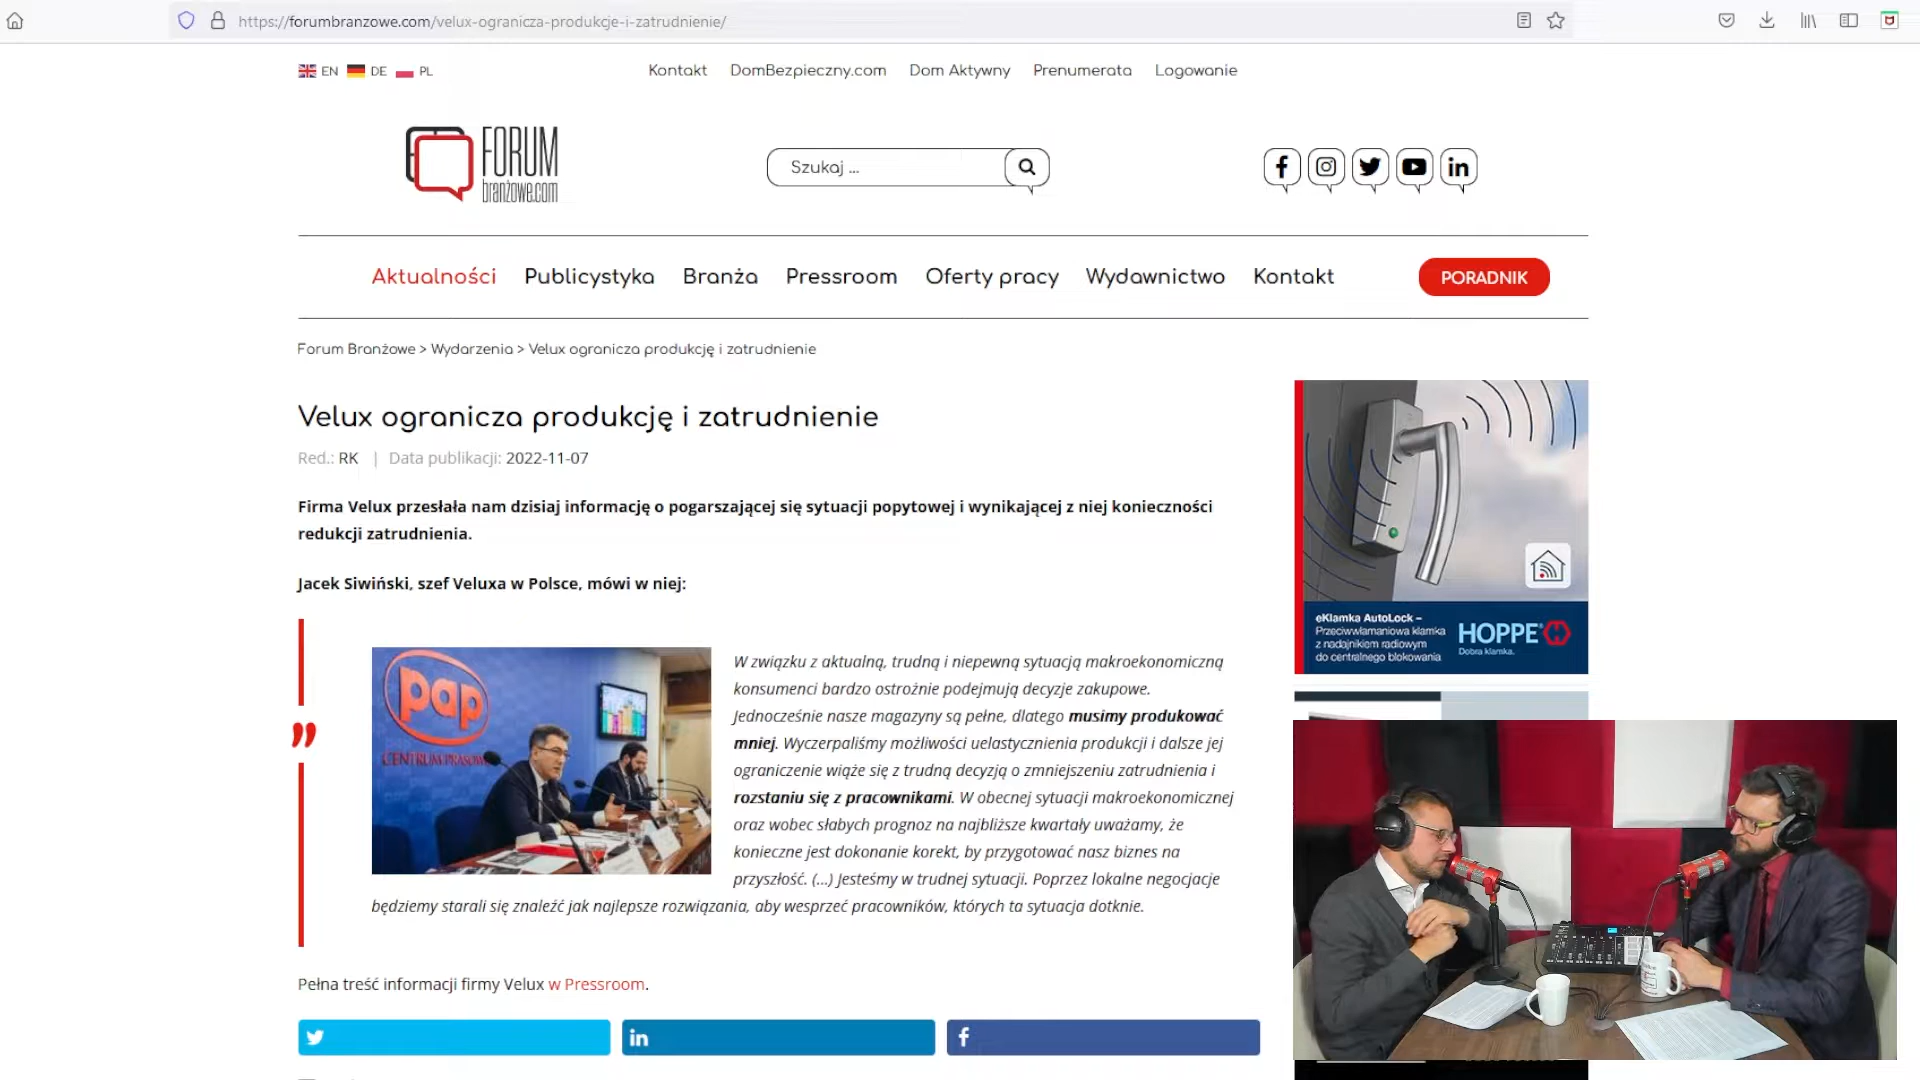 https://forumbranzowe.com/velux-ogranicza-produkcje-i-zatrudnienie/
EN DE PL
Kontakt DomBezpieczny.com Dom Aktywny Prenumerata Logowanie
FORUM
branżowe.com
Szukaj ...
Aktualności Publicystyka Branża Pressroom Oferty pracy Wydawnictwo Kontakt PORADNIK
Forum Branżowe > Wydarzenia > Velux ogranicza produkcję i zatrudnienie
Velux ogranicza produkcję i zatrudnienie
Red.: RK | Data publikacji: 2022-11-07
Firma Velux przesłała nam dzisiaj informację o pogarszającej się sytuacji popytowej i wynikającej z niej konieczności
redukcji zatrudnienia.
Jacek Siwiński, szef Veluxa w Polsce, mówi w niej:
pap
CENTRUM PRASOWE
W związku z aktualną, trudną i niepewną sytuacją makroekonomiczną
konsumenci bardzo ostrożnie podejmują decyzje zakupowe.
Jednocześnie nasze magazyny są pełne, dlatego musimy produkować
mniej. Wyczerpaliśmy możliwości uelastycznienia produkcji i dalsze jej
ograniczenie wiąże się z trudną decyzją o zmniejszeniu zatrudnienia i
rozstaniu się z pracownikami. W obecnej sytuacji makroekonomicznej
oraz wobec słabych prognoz na najbliższe kwartały uważamy, że
konieczne jest dokonanie korekt, by przygotować nasz biznes na
przyszłość. (...) Jesteśmy w trudnej sytuacji. Poprzez lokalne negocjacje
będziemy starali się znaleźć jak najlepsze rozwiązania, aby wesprzeć pracowników, których ta sytuacja dotknie.
Pełna treść informacji firmy Velux w Pressroom.
eKlamka AutoLock –
Przeciwwłamaniowa klamka
z nadajnikiem radiowym
do centralnego blokowania
HOPPE
Dobra klamka.